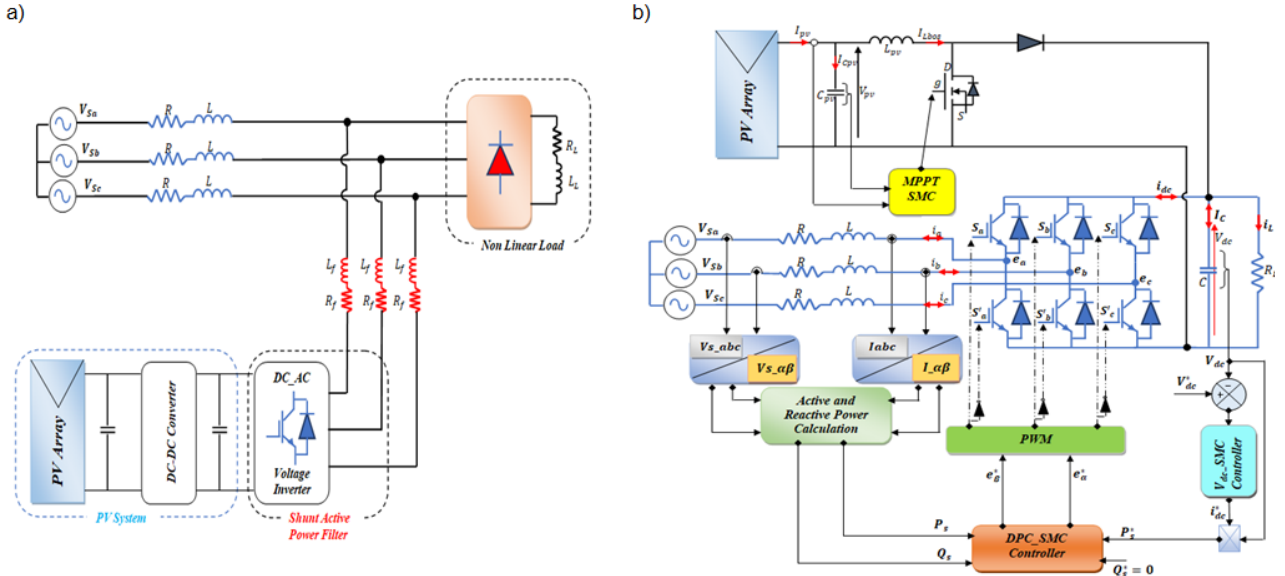 a)
V_Sa
R
L
V_Sb
R
L
V_Sc
R
L
R_L
L_L
Non Linear Load
L_f
L_f
L_f
R_f
R_f
R_f
PV Array
DC-DC Converter
DC_AC
Voltage
Inverter
PV System
Shunt Active
Power Filter
b)
PV Array
I_pv
L_pv
I_Lbos
I_Cpv
C_pv
V_pv
D
g
S
MPPT
SMC
i_dc
I_C
V_dc
i_L
C
V_Sa
R
L
i_a
V_Sb
R
L
i_b
V_Sc
R
L
i_c
S_a
S_b
S_c
e_a
e_b
e_c
S'_a
S'_b
S'_c
Vs_abc
Vs_αβ
Iabc
I_αβ
Active and
Reactive Power
Calculation
PWM
V_dc
V*_dc
V_dc-SMC
Controller
i*_dc
e*_β
e*_α
P_s
Q_s
DPC_SMC
Controller
P*_s
Q*_s = 0